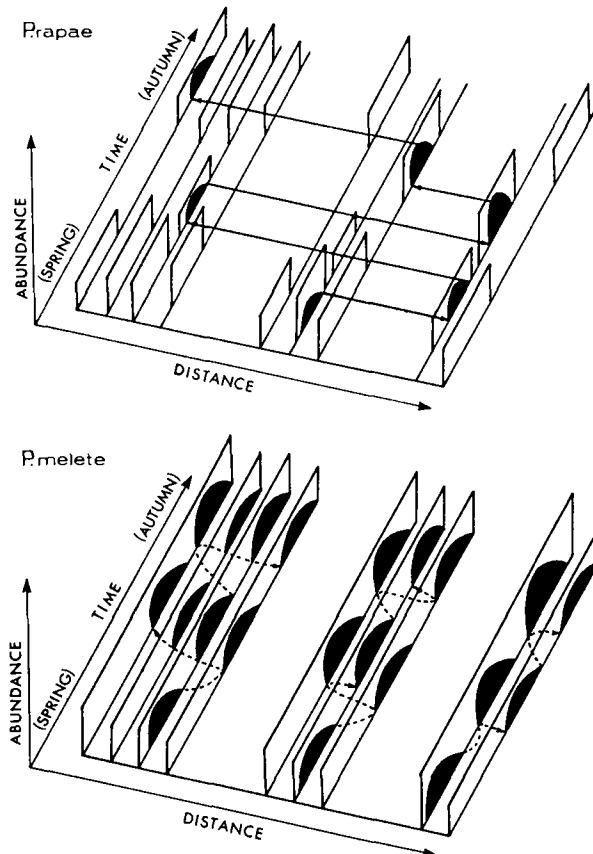 P.rapae
(AUTUMN)
TIME
ABUNDANCE
(SPRING)
DISTANCE
P.melete
(AUTUMN)
TIME
ABUNDANCE
(SPRING)
DISTANCE